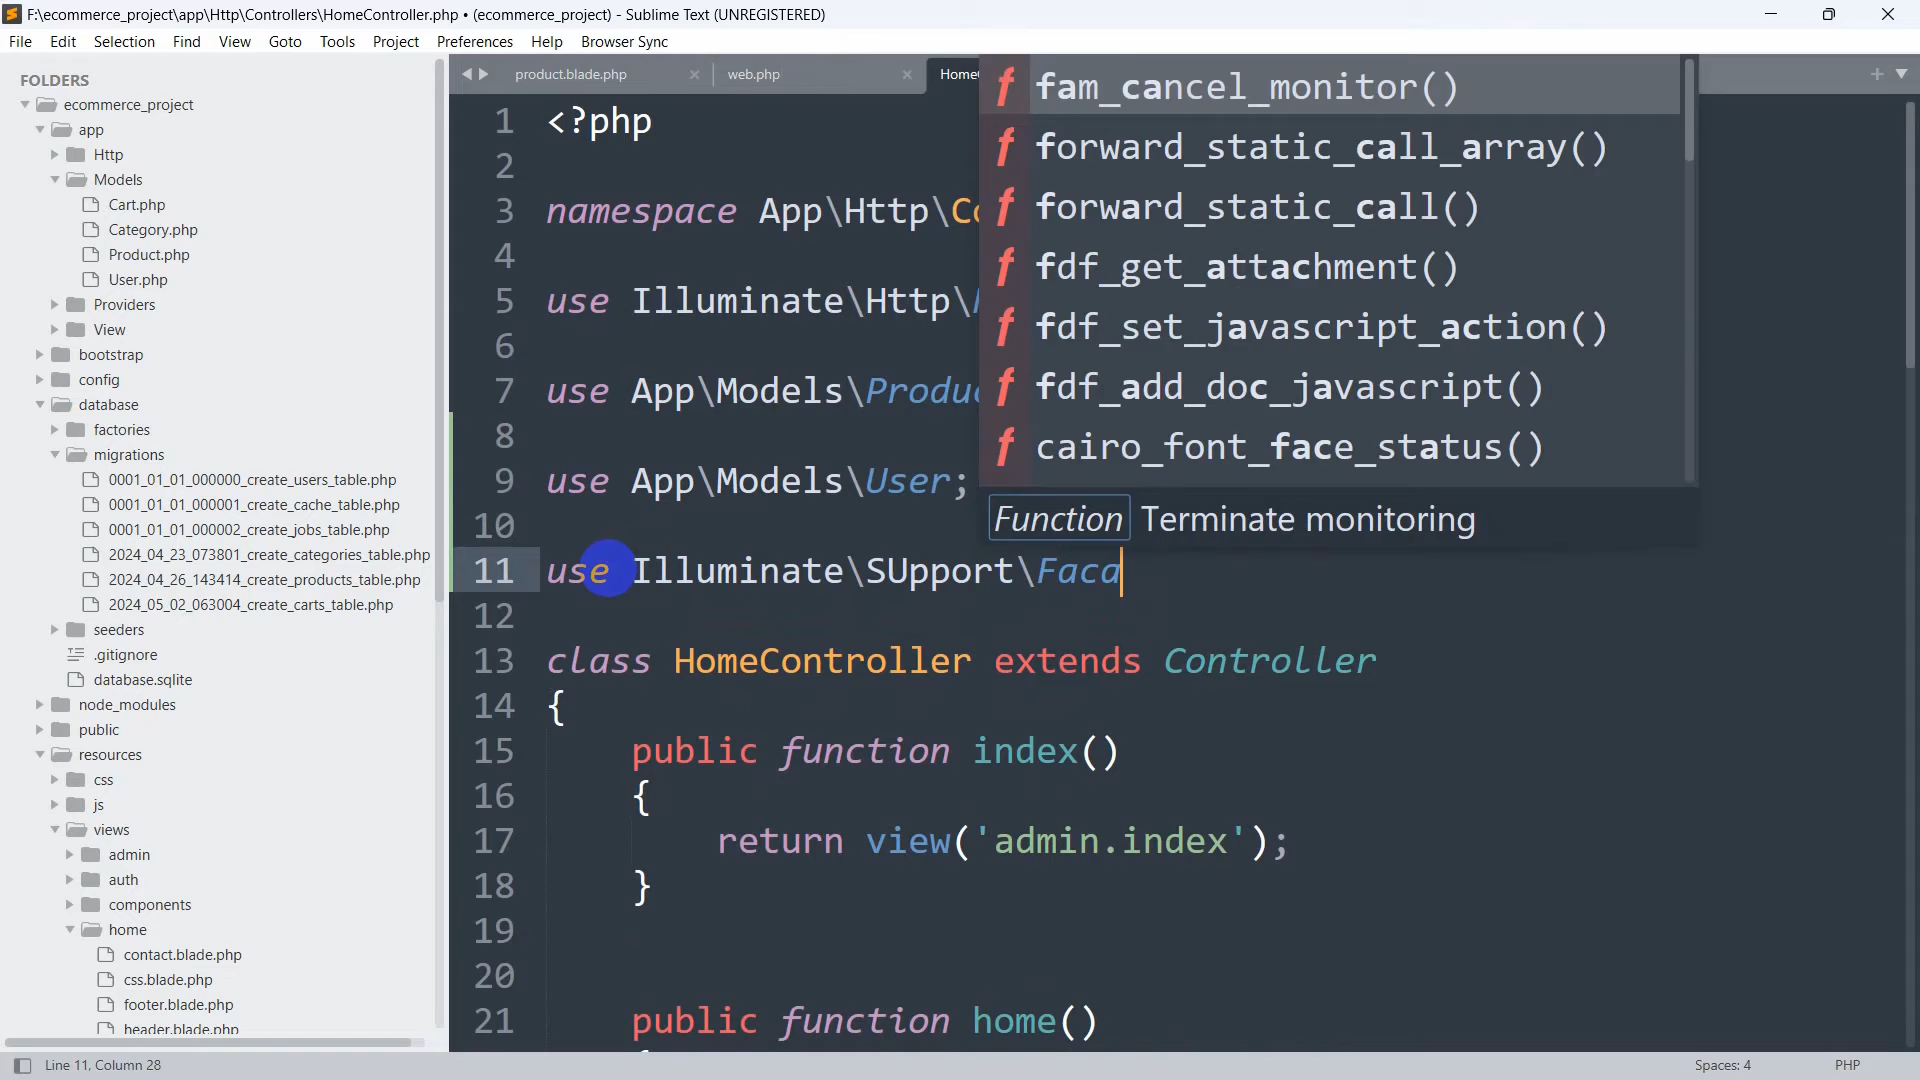 F:\ecommerce_project\app\Http\Controllers\HomeController.php • (ecommerce_project) - Sublime Text (UNREGISTERED)
File Edit Selection Find View Goto Tools Project Preferences Help Browser Sync
FOLDERS
ecommerce_project
app
Http
Models
Cart.php
Category.php
Product.php
User.php
Providers
View
bootstrap
config
database
factories
migrations
0001_01_01_000000_create_users_table.php
0001_01_01_000001_create_cache_table.php
0001_01_01_000002_create_jobs_table.php
2024_04_23_073801_create_categories_table.php
2024_04_26_143414_create_products_table.php
2024_05_02_063004_create_carts_table.php
seeders
.gitignore
database.sqlite
node_modules
public
resources
css
js
views
admin
auth
components
home
contact.blade.php
css.blade.php
footer.blade.php
header.blade.php
product.blade.php
web.php
Home
1 <?php
2
3 namespace App\Http\Co
4
5 use Illuminate\Http\
6
7 use App\Models\Produc
8
9 use App\Models\User;
10
11 use Illuminate\SUpport\Faca
12
13 class HomeController extends Controller
14 {
15 public function index()
16 {
17 return view('admin.index');
18 }
19
20
21 public function home()
f fam_cancel_monitor()
f forward_static_call_array()
f forward_static_call()
f fdf_get_attachment()
f fdf_set_javascript_action()
f fdf_add_doc_javascript()
f cairo_font_face_status()
Function Terminate monitoring
Line 11, Column 28
Spaces: 4
PHP